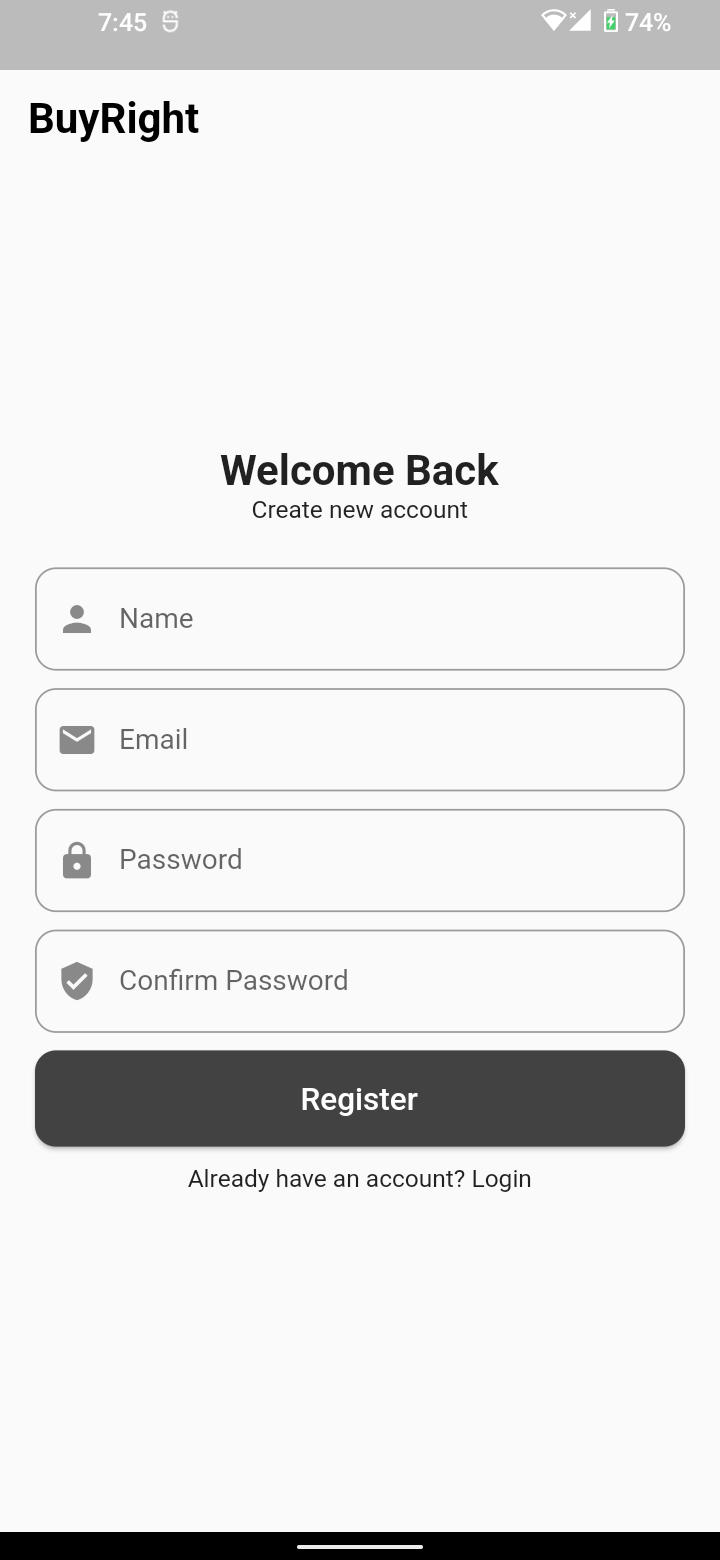 7:45
74%
BuyRight
Welcome Back
Create new account
Name
Email
Password
Confirm Password
Register
Already have an account? Login